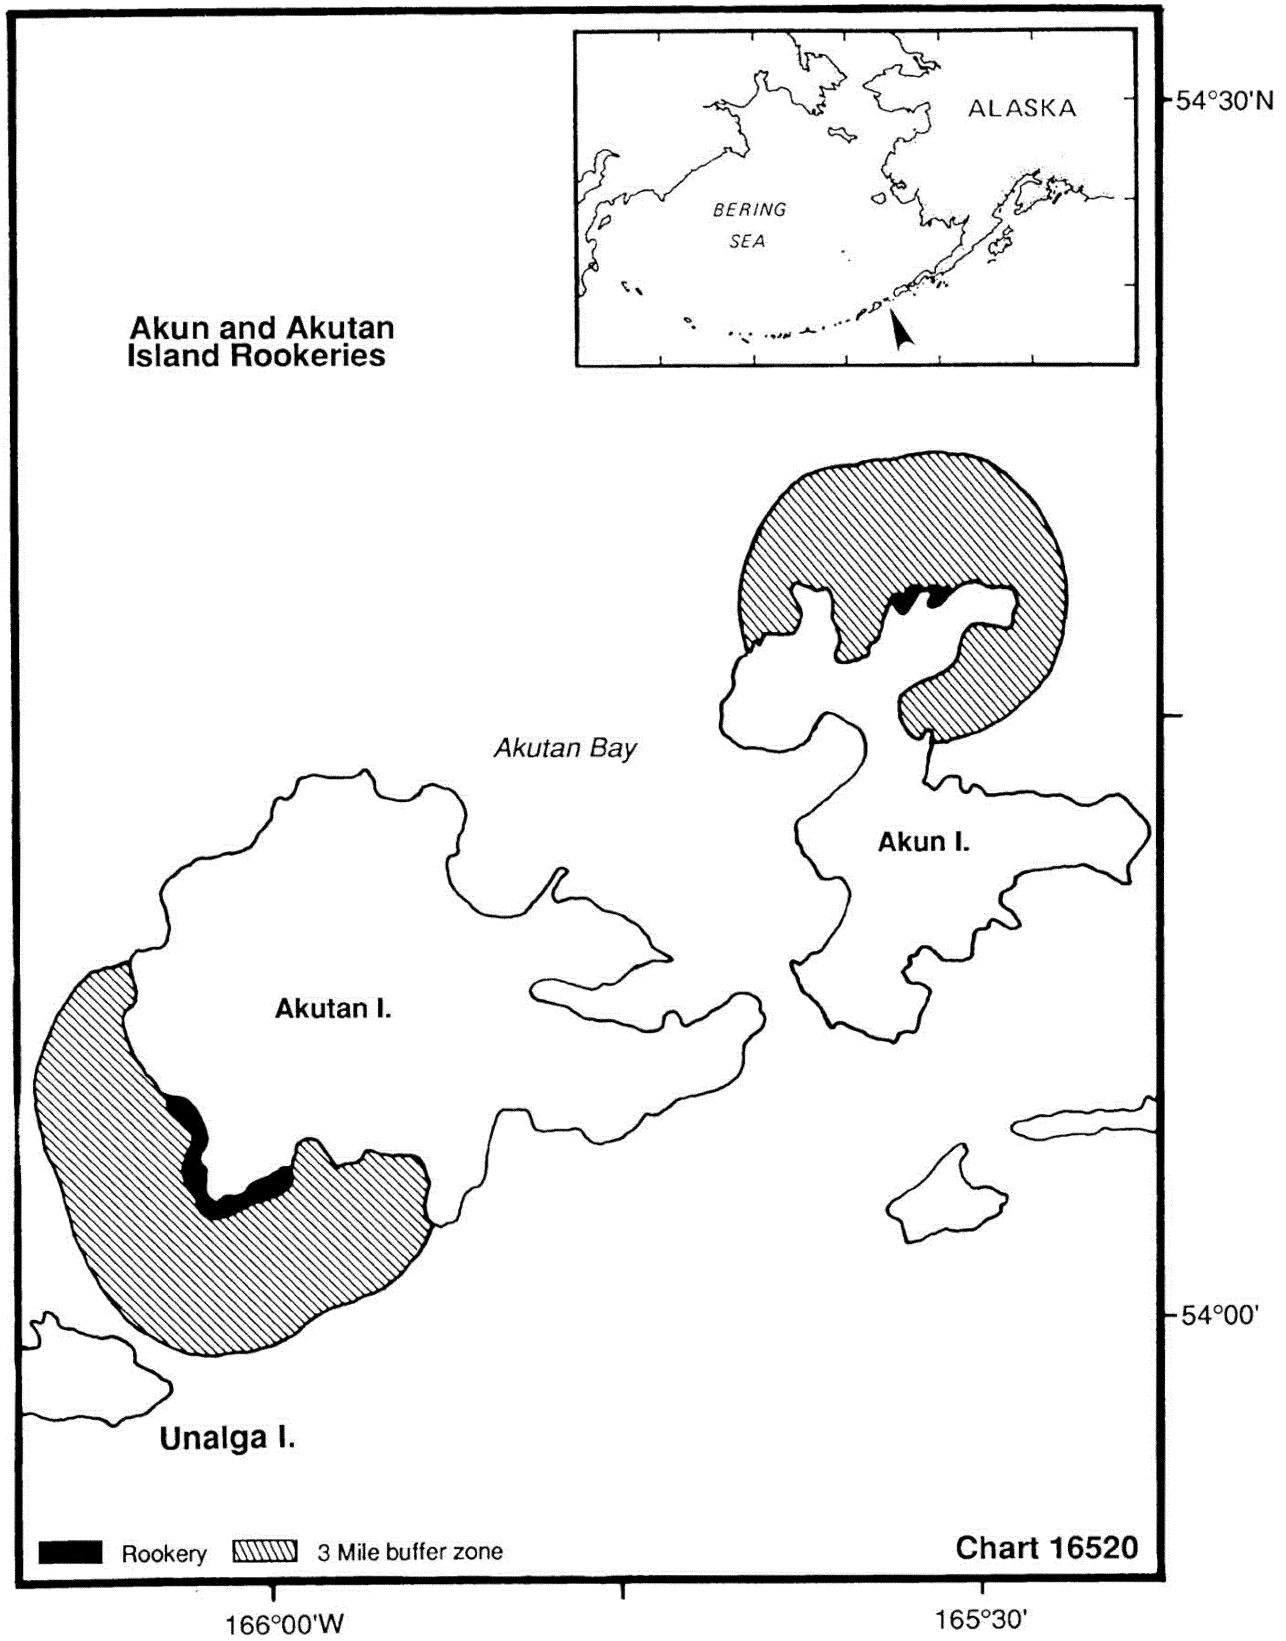 54°30'N
ALASKA
BERING
SEA
Akun and Akutan
Island Rookeries
Akutan Bay
Akun I.
Akutan I.
54°00'
Unalga I.
Rookery
3 Mile buffer zone
Chart 16520
166°00'W
165°30'